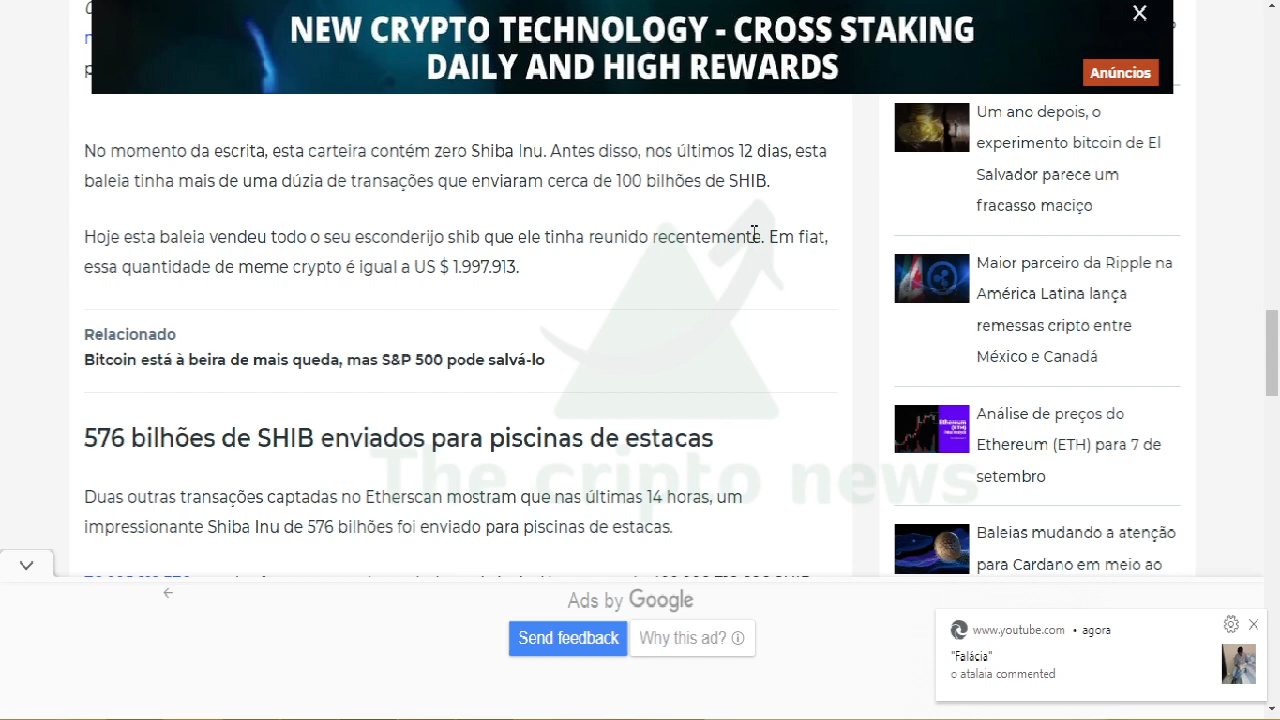 NEW CRYPTO TECHNOLOGY - CROSS STAKING
DAILY AND HIGH REWARDS
Anúncios
No momento da escrita, esta carteira contém zero Shiba Inu. Antes disso, nos últimos 12 dias, esta
baleia tinha mais de uma dúzia de transações que enviaram cerca de 100 bilhões de SHIB.
Hoje esta baleia vendeu todo o seu esconderijo shib que ele tinha reunido recentemente. Em fiat,
essa quantidade de meme crypto é igual a US $ 1.997.913.
Relacionado
Bitcoin está à beira de mais queda, mas S&P 500 pode salvá-lo
576 bilhões de SHIB enviados para piscinas de estacas
Duas outras transações captadas no Etherscan mostram que nas últimas 14 horas, um
impressionante Shiba Inu de 576 bilhões foi enviado para piscinas de estacas.
The cripto news
Um ano depois, o
experimento bitcoin de El
Salvador parece um
fracasso maciço
Maior parceiro da Ripple na
América Latina lança
remessas cripto entre
México e Canadá
Análise de preços do
Ethereum (ETH) para 7 de
setembro
Baleias mudando a atenção
para Cardano em meio ao
Ads by Google
Send feedback
Why this ad?
www.youtube.com • agora
"Falácia"
o atalaia commented